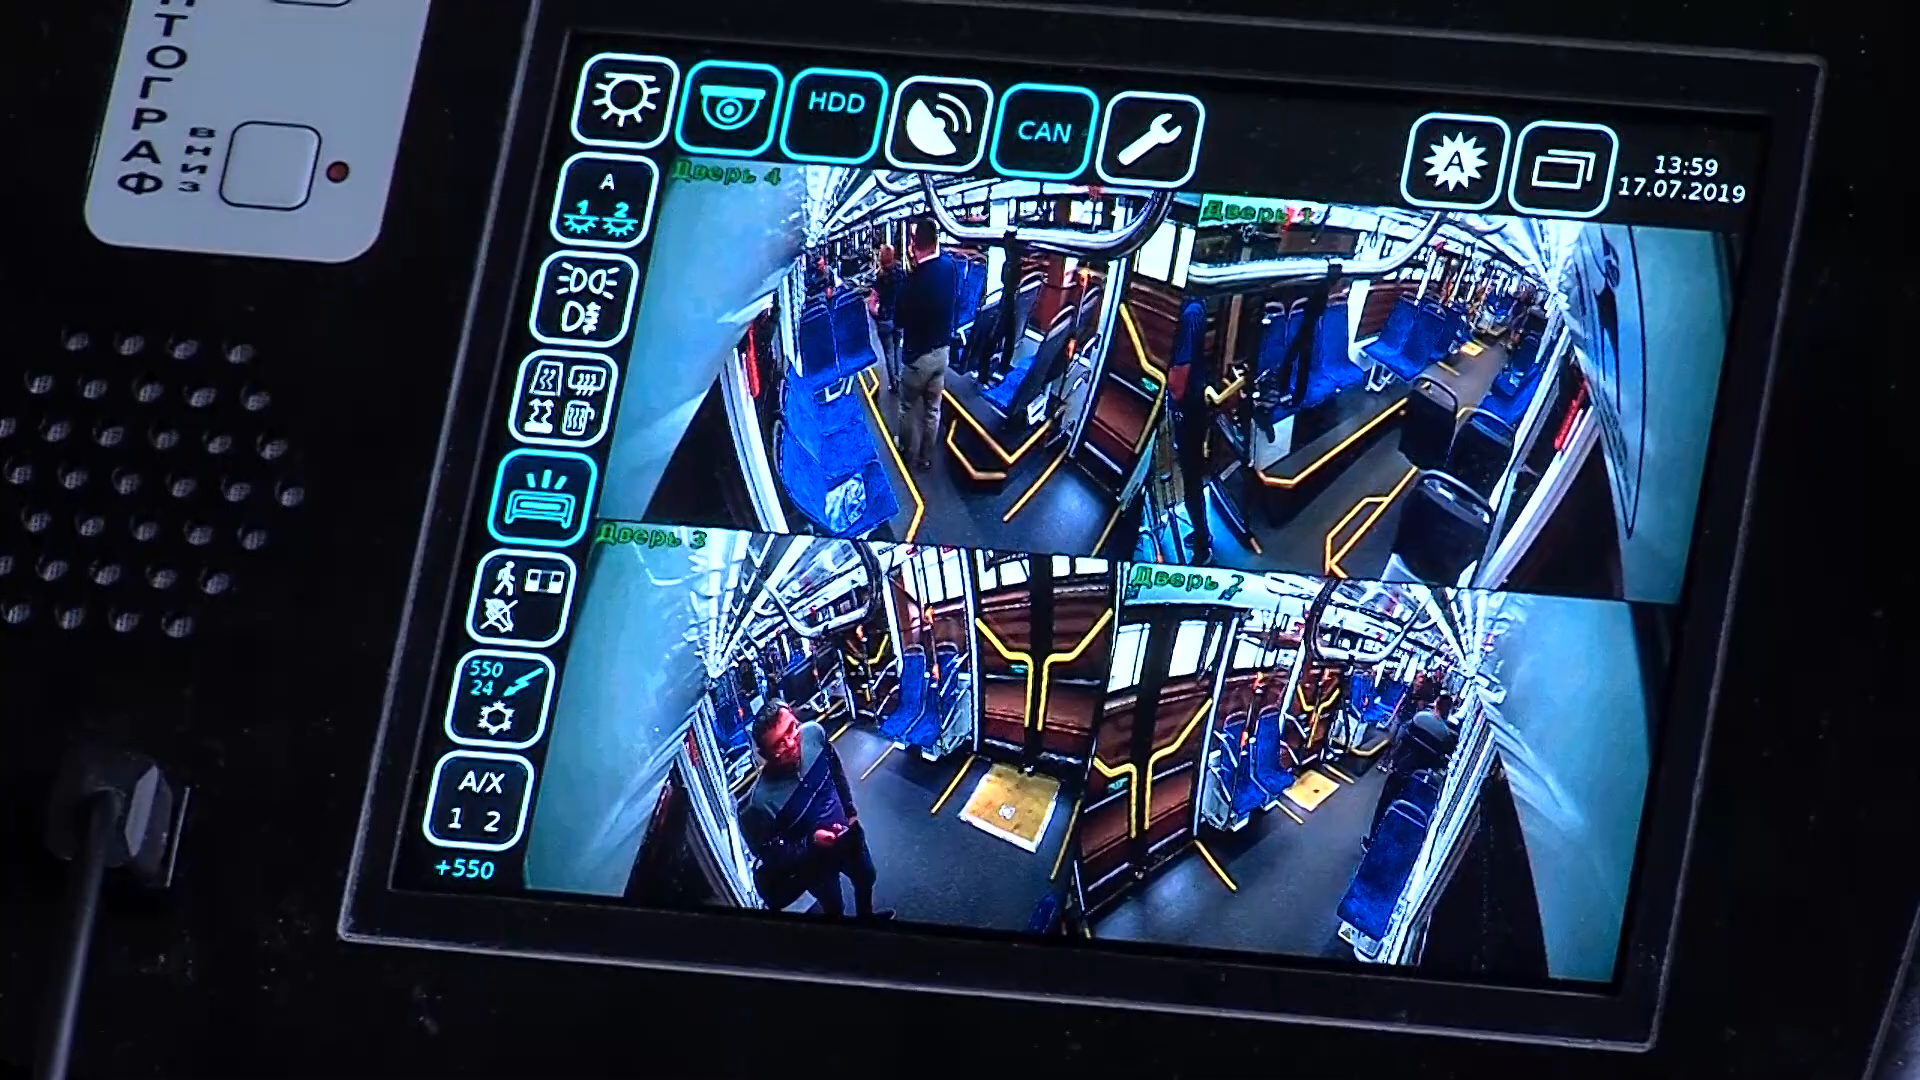 НТОГРАФ
ВНИЗ
HDD
CAN
A
13:59
17.07.2019
A
1 2
Дверь 4
Дверь 1
550
24
Дверь 3
Дверь 2
A/X
1 2
+550